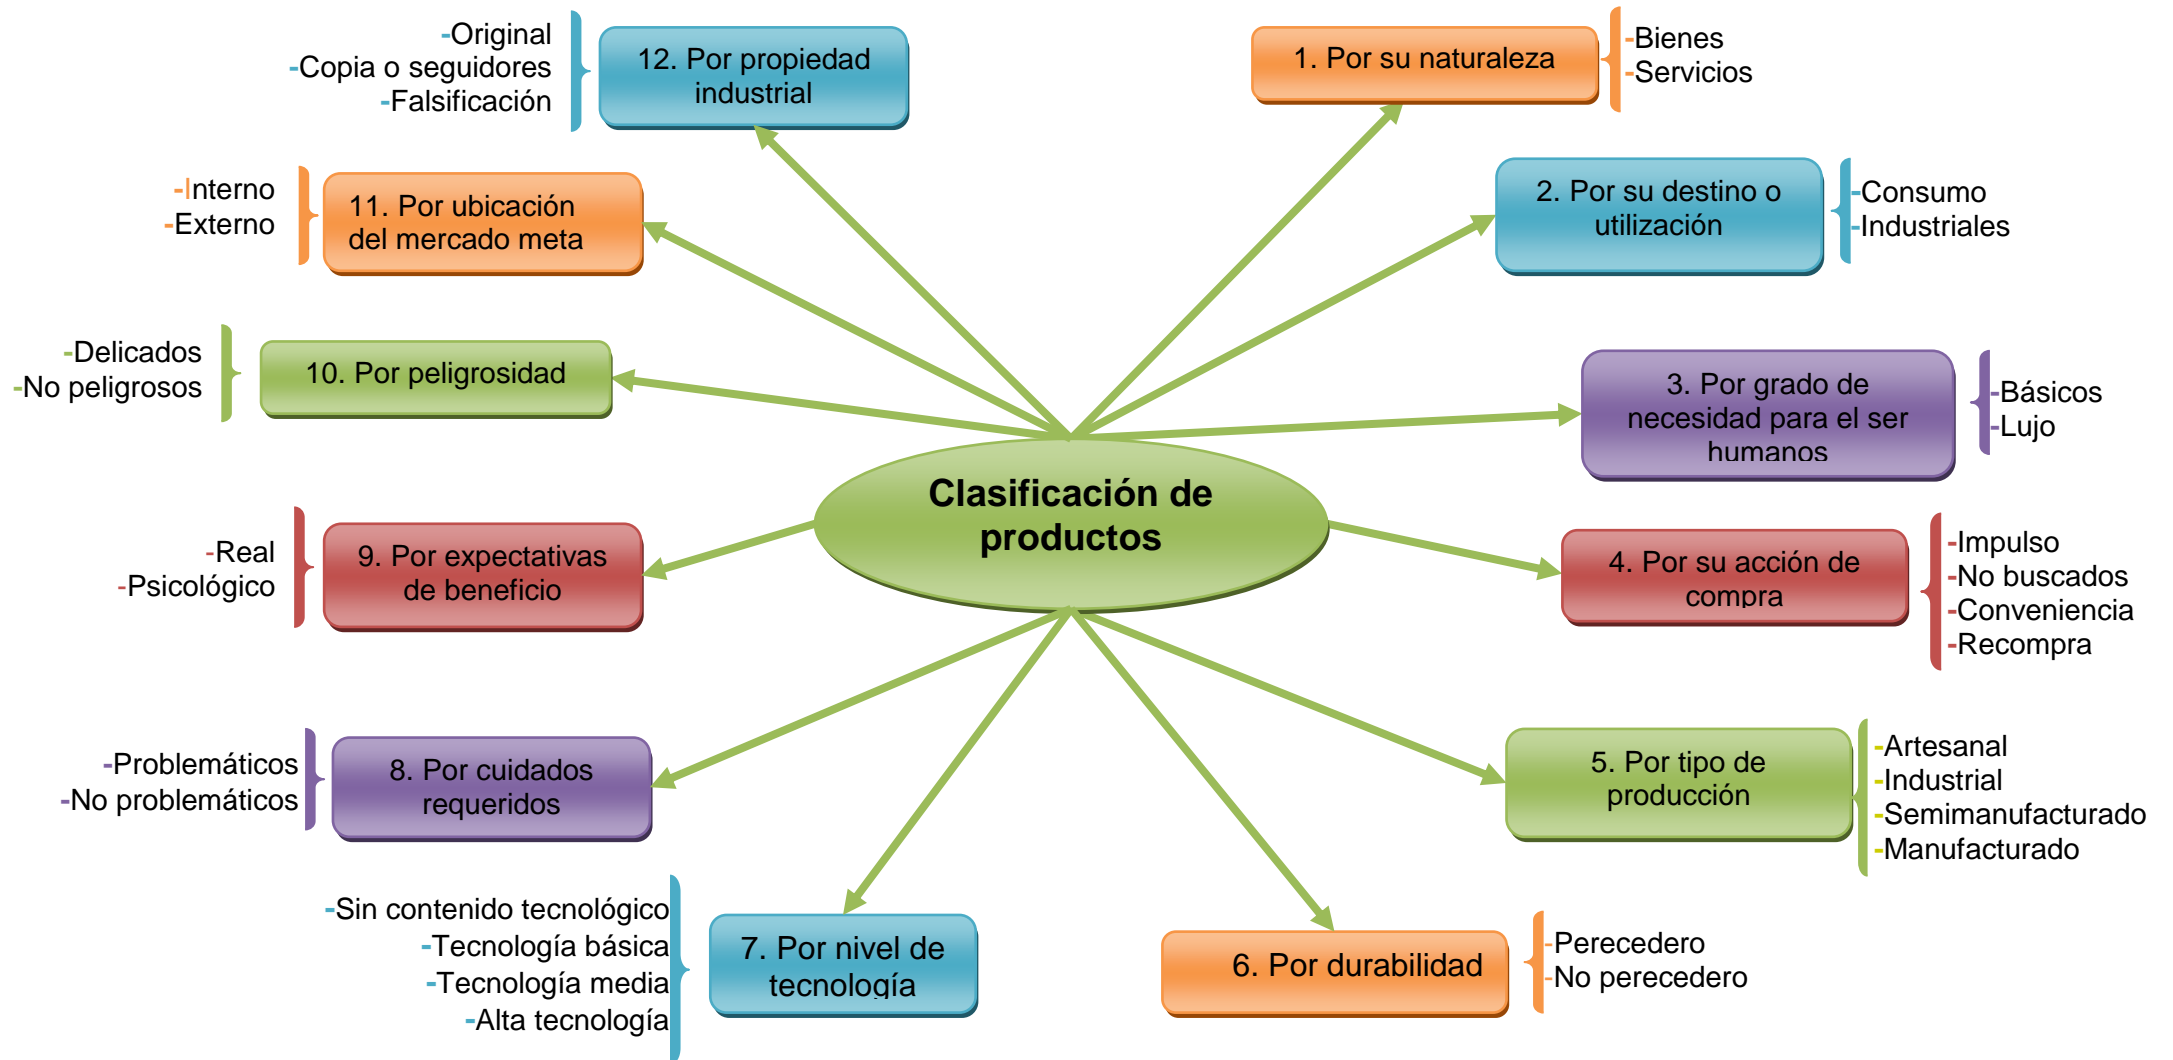 Clasificación de
productos
1. Por su naturaleza
-Bienes
-Servicios
2. Por su destino o
utilización
-Consumo
-Industriales
3. Por grado de
necesidad para el ser
humanos
-Básicos
-Lujo
4. Por su acción de
compra
-Impulso
-No buscados
-Conveniencia
-Recompra
5. Por tipo de
producción
-Artesanal
-Industrial
-Semimanufacturado
-Manufacturado
6. Por durabilidad
-Perecedero
-No perecedero
7. Por nivel de
tecnología
-Sin contenido tecnológico
-Tecnología básica
-Tecnología media
-Alta tecnología
8. Por cuidados
requeridos
-Problemáticos
-No problemáticos
9. Por expectativas
de beneficio
-Real
-Psicológico
10. Por peligrosidad
-Delicados
-No peligrosos
11. Por ubicación
del mercado meta
-Interno
-Externo
12. Por propiedad
industrial
-Original
-Copia o seguidores
-Falsificación